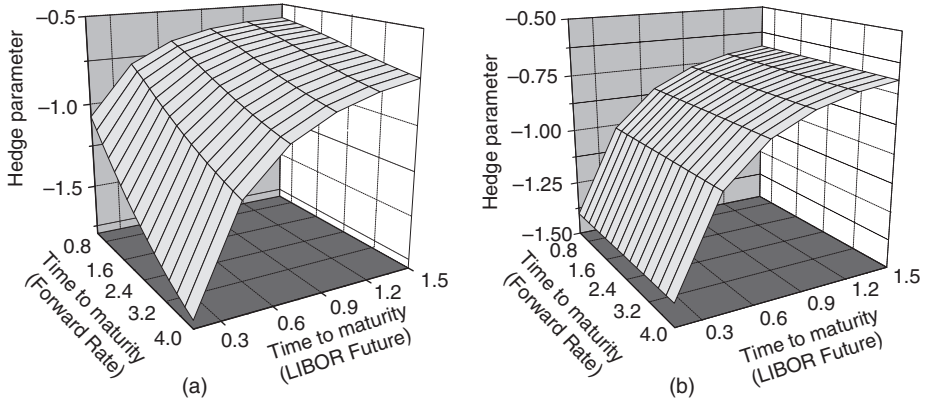 Hedge parameter
−0.5
−1.0
−1.5
0.8
1.6
2.4
3.2
4.0
Time to maturity
(Forward Rate)
0.3
0.6
0.9
1.2
1.5
Time to maturity
(LIBOR Future)
(a)
Hedge parameter
−0.50
−0.75
−1.00
−1.25
−1.50
0.8
1.6
2.4
3.2
4.0
Time to maturity
(Forward Rate)
0.3
0.6
0.9
1.2
1.5
Time to maturity
(LIBOR Future)
(b)